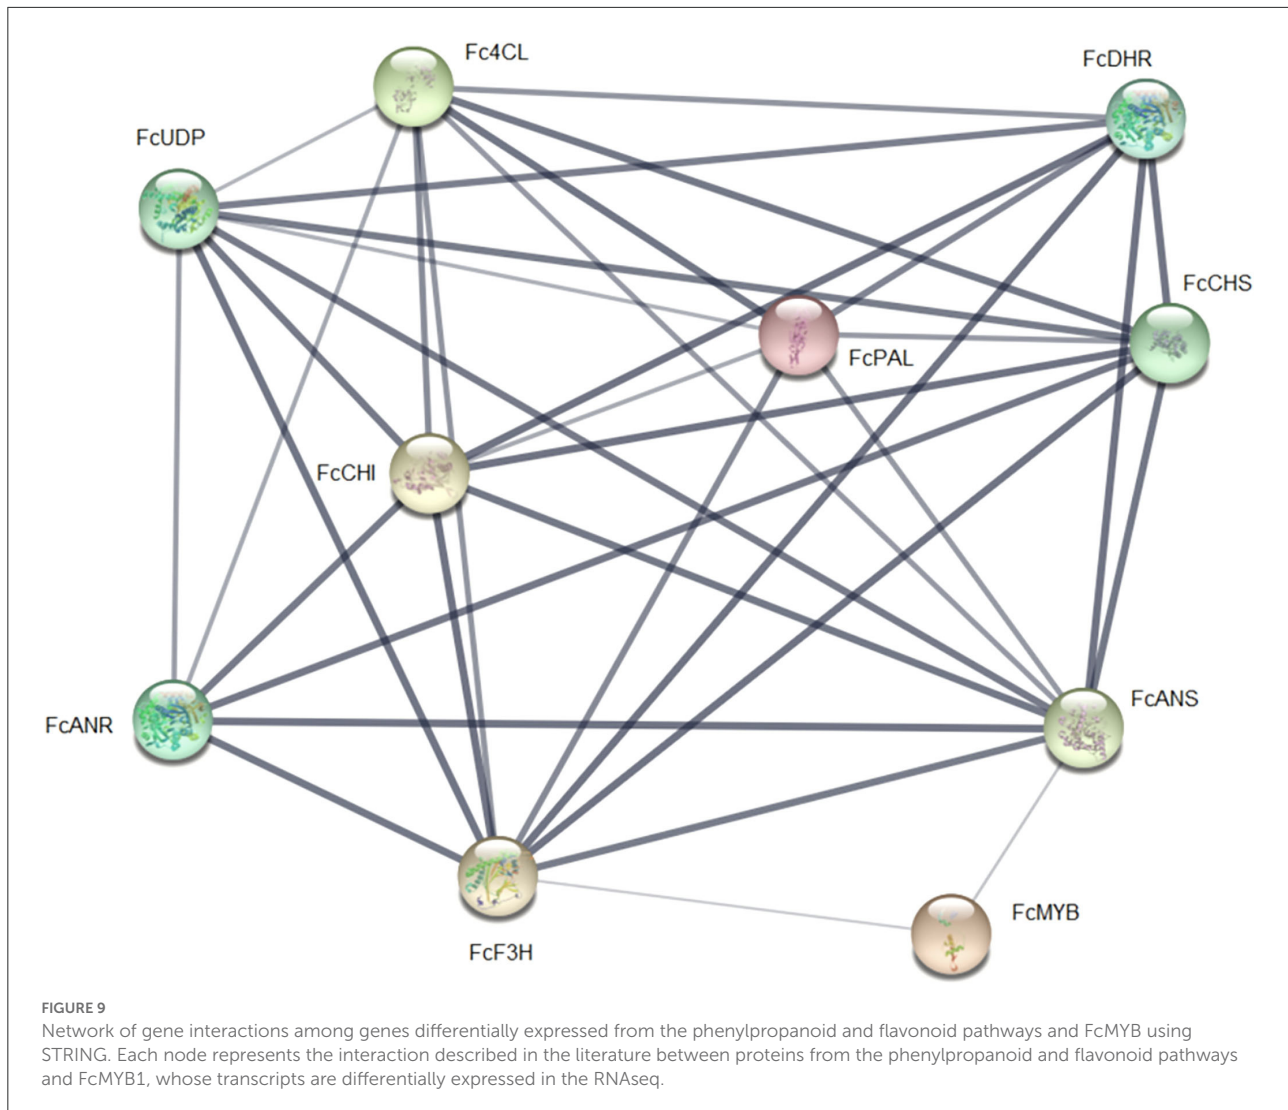 Fc4CL
FcDHR
FcUDP
FcCHS
FcPAL
FcCHI
FcANS
FcANR
FcMYB
FcF3H
FIGURE 9
Network of gene interactions among genes differentially expressed from the phenylpropanoid and flavonoid pathways and FcMYB using
STRING. Each node represents the interaction described in the literature between proteins from the phenylpropanoid and flavonoid pathways
and FcMYB1, whose transcripts are differentially expressed in the RNAseq.